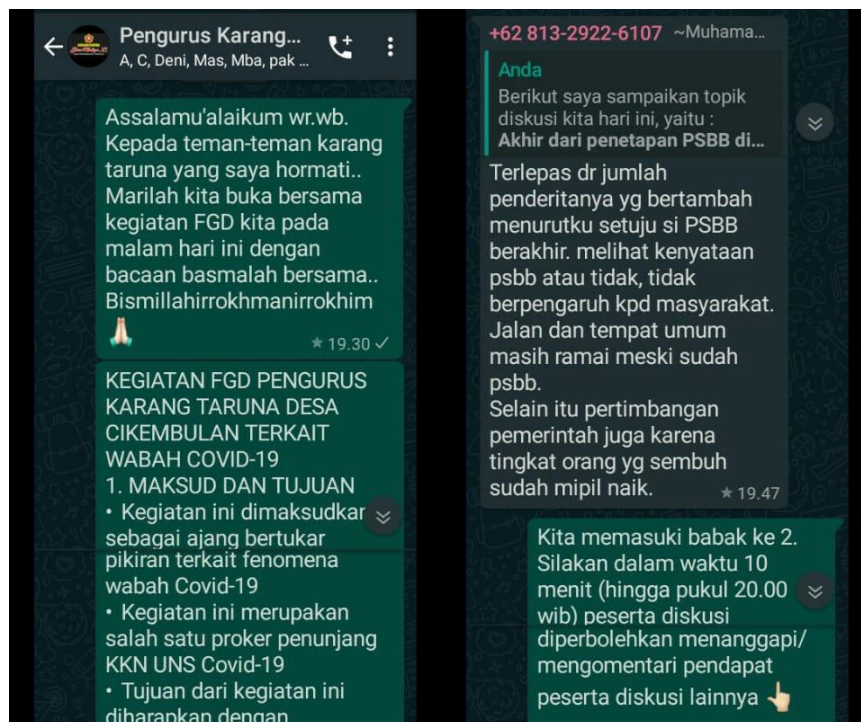 Pengurus Karang...
A, C, Deni, Mas, Mba, pak ...
Assalamu'alaikum wr.wb.
Kepada teman-teman karang
taruna yang saya hormati..
Marilah kita buka bersama
kegiatan FGD kita pada
malam hari ini dengan
bacaan basmalah bersama..
Bismillahirrokhmanirrokhim
🙏🏻
★ 19.30 ✓
KEGIATAN FGD PENGURUS
KARANG TARUNA DESA
CIKEMBULAN TERKAIT
WABAH COVID-19
1. MAKSUD DAN TUJUAN
• Kegiatan ini dimaksudkan
sebagai ajang bertukar
pikiran terkait fenomena
wabah Covid-19
• Kegiatan ini merupakan
salah satu proker penunjang
KKN UNS Covid-19
• Tujuan dari kegiatan ini
diharapkan dengan
+62 813-2922-6107 ~Muhama...
Anda
Berikut saya sampaikan topik
diskusi kita hari ini, yaitu :
Akhir dari penetapan PSBB di...
Terlepas dr jumlah
penderitanya yg bertambah
menurutku setuju si PSBB
berakhir. melihat kenyataan
psbb atau tidak, tidak
berpengaruh kpd masyarakat.
Jalan dan tempat umum
masih ramai meski sudah
psbb.
Selain itu pertimbangan
pemerintah juga karena
tingkat orang yg sembuh
sudah mipil naik.
★ 19.47
Kita memasuki babak ke 2.
Silakan dalam waktu 10
menit (hingga pukul 20.00
wib) peserta diskusi
diperbolehkan menanggapi/
mengomentari pendapat
peserta diskusi lainnya 👆🏻